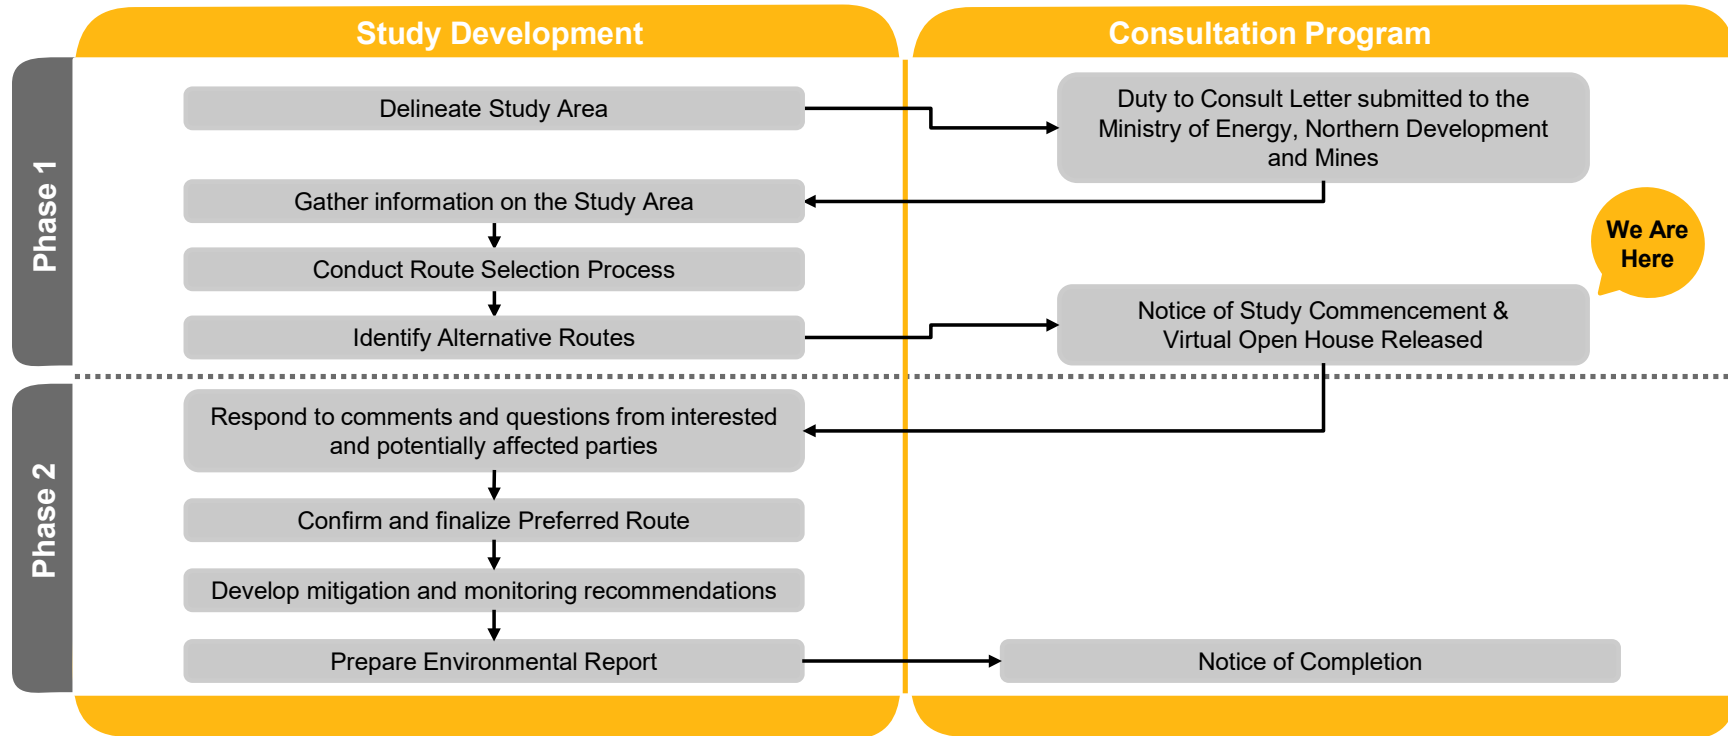 Study Development
Consultation Program
Phase 1
Delineate Study Area
Duty to Consult Letter submitted to the
Ministry of Energy, Northern Development
and Mines
Gather information on the Study Area
We Are
Here
Conduct Route Selection Process
Identify Alternative Routes
Notice of Study Commencement &
Virtual Open House Released
Phase 2
Respond to comments and questions from interested
and potentially affected parties
Confirm and finalize Preferred Route
Develop mitigation and monitoring recommendations
Prepare Environmental Report
Notice of Completion